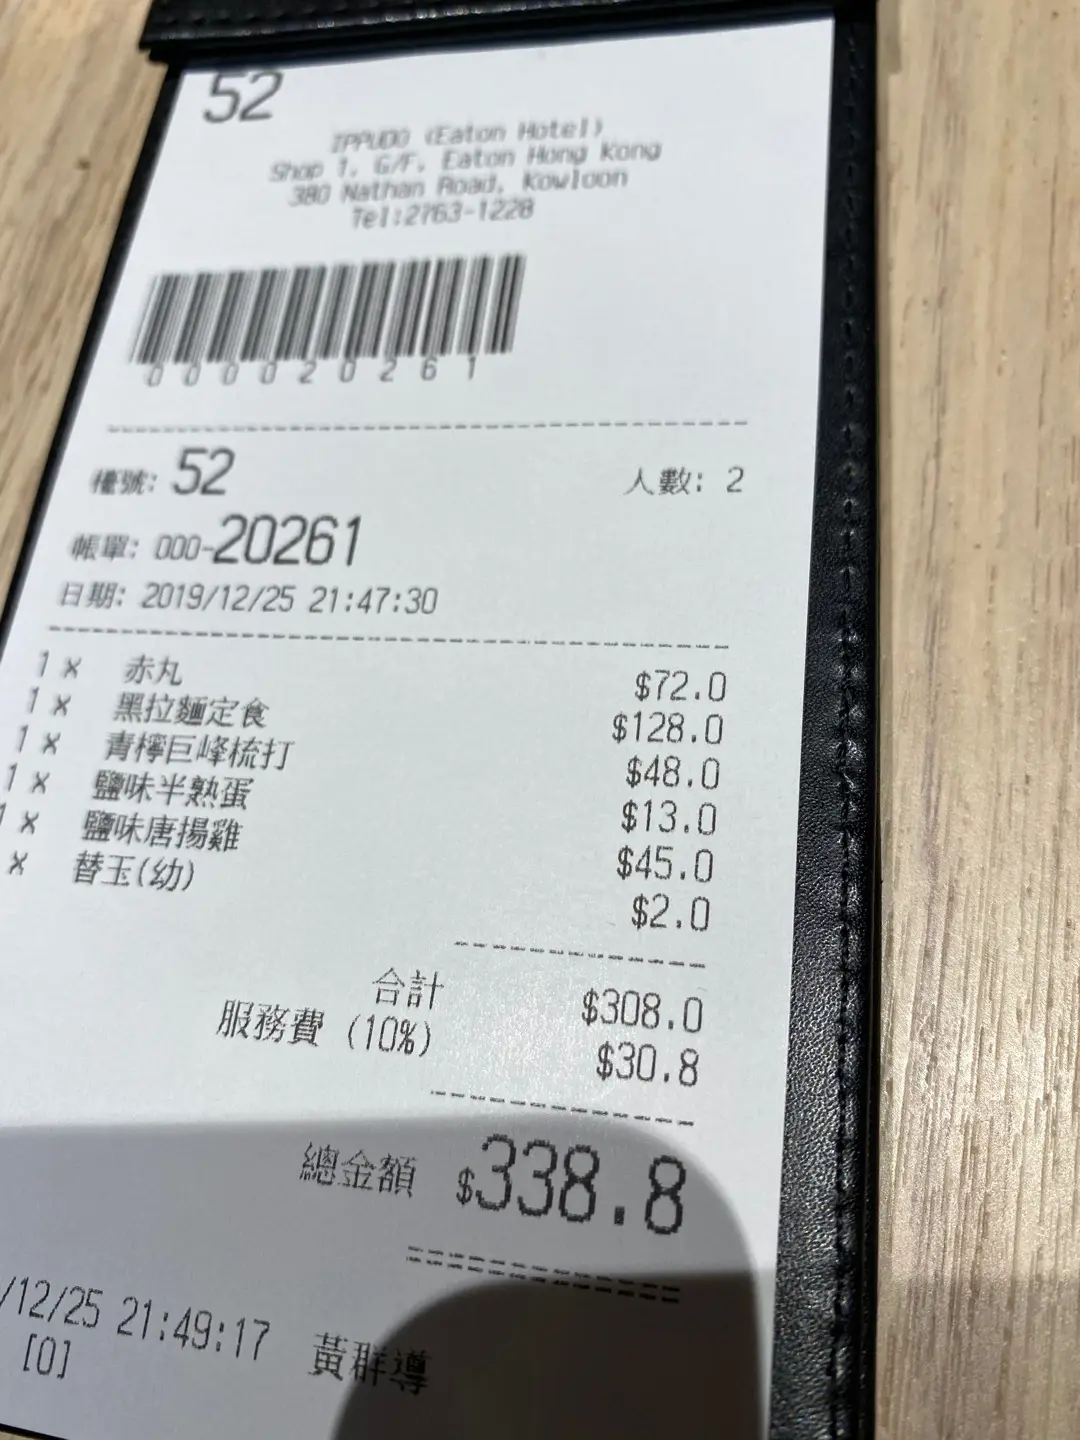 52
IPPUDO (Eaton Hotel)
Shop 1, G/F, Eaton Hong Kong
380 Nathan Road, Kowloon
Tel:2763-1228
000020261
檯號: 52 人數: 2
帳單: 000-20261
日期: 2019/12/25 21:47:30
1 × 赤丸 $72.0
1 × 黑拉麵定食 $128.0
1 × 青檸巨峰梳打 $48.0
1 × 鹽味半熟蛋 $13.0
1 × 鹽味唐揚雞 $45.0
× 替玉(幼) $2.0
合計 $308.0
服務費 (10%) $30.8
總金額 $338.8
/12/25 21:49:17 黃群導
[0]